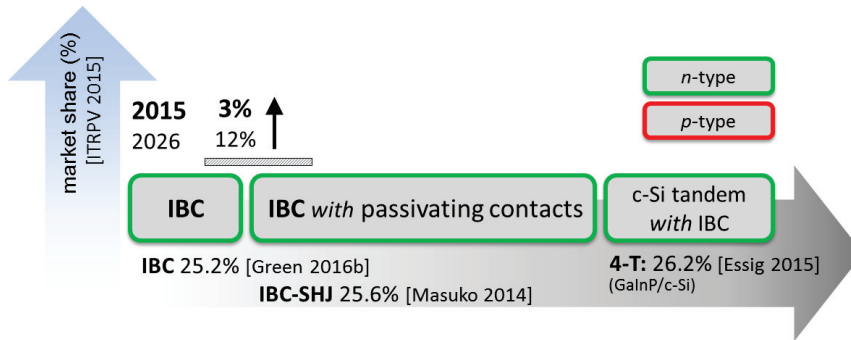 market share (%)
[ITRPV 2015]
n-type
p-type
2015 3%
2026 12%
IBC
IBC with passivating contacts
c-Si tandem
with IBC
IBC 25.2% [Green 2016b]
IBC-SHJ 25.6% [Masuko 2014]
4-T: 26.2% [Essig 2015]
(GaInP/c-Si)